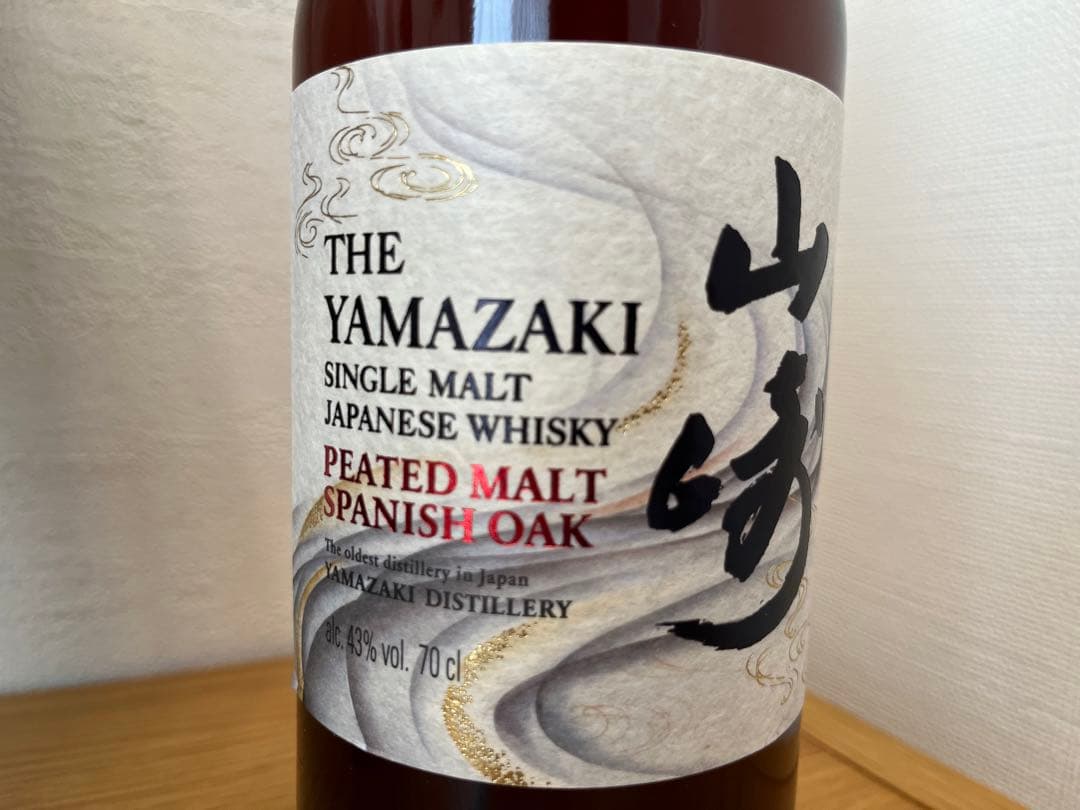 THE
YAMAZAKI
SINGLE MALT
JAPANESE WHISKY
PEATED MALT
SPANISH OAK
The oldest distillery in Japan
YAMAZAKI DISTILLERY
alc. 43% vol. 70 cl
山崎